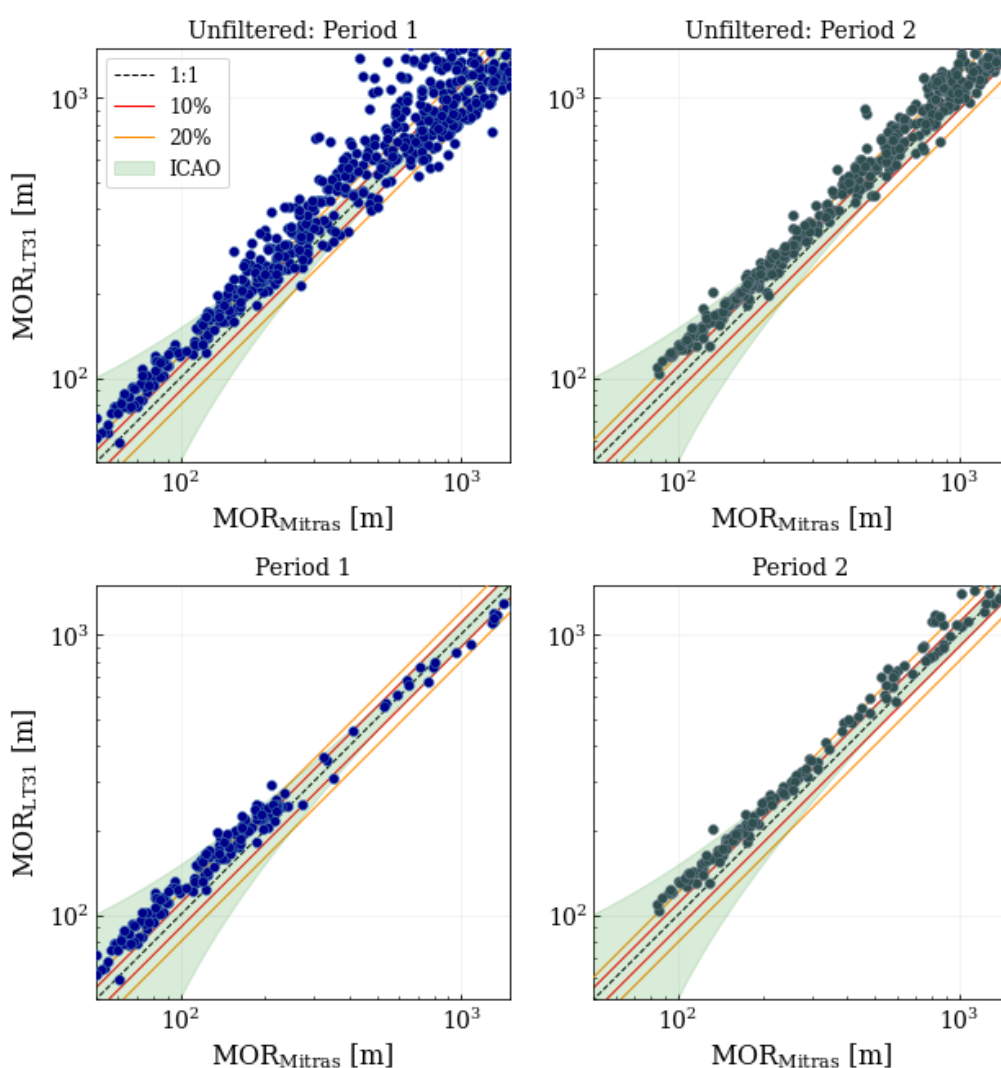 Unfiltered: Period 1
Unfiltered: Period 2
1:1
10%
20%
ICAO
10³
10²
MOR_LT31 [m]
10² 10³
MOR_Mitras [m]
10³
10²
10² 10³
MOR_Mitras [m]
Period 1
Period 2
10³
10²
MOR_LT31 [m]
10² 10³
MOR_Mitras [m]
10³
10²
10² 10³
MOR_Mitras [m]